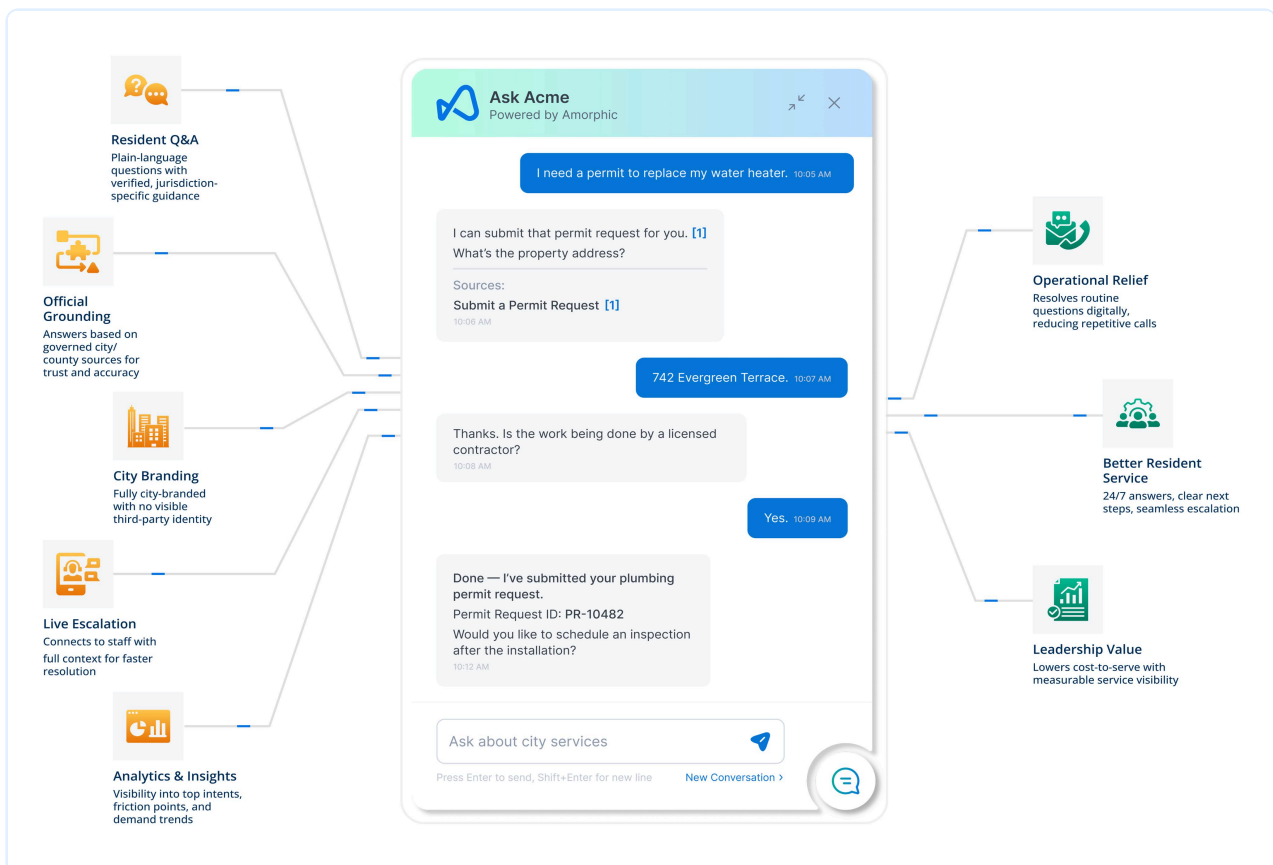 Resident Q&A
Plain-language
questions with
verified, jurisdiction-
specific guidance
Official
Grounding
Answers based on
governed city/
county sources for
trust and accuracy
City Branding
Fully city-branded
with no visible
third-party identity
Live Escalation
Connects to staff with
full context for faster
resolution
Analytics & Insights
Visibility into top intents,
friction points, and
demand trends
Ask Acme
Powered by Amorphic
I need a permit to replace my water heater. 10:05 AM
I can submit that permit request for you. [1]
What's the property address?
Sources:
Submit a Permit Request [1]
10:06 AM
742 Evergreen Terrace. 10:07 AM
Thanks. Is the work being done by a licensed
contractor?
10:08 AM
Yes. 10:09 AM
Done — I've submitted your plumbing
permit request.
Permit Request ID: PR-10482
Would you like to schedule an inspection
after the installation?
10:12 AM
Ask about city services
Press Enter to send, Shift+Enter for new line New Conversation >
Operational Relief
Resolves routine
questions digitally,
reducing repetitive calls
Better Resident
Service
24/7 answers, clear next
steps, seamless escalation
Leadership Value
Lowers cost-to-serve with
measurable service visibility